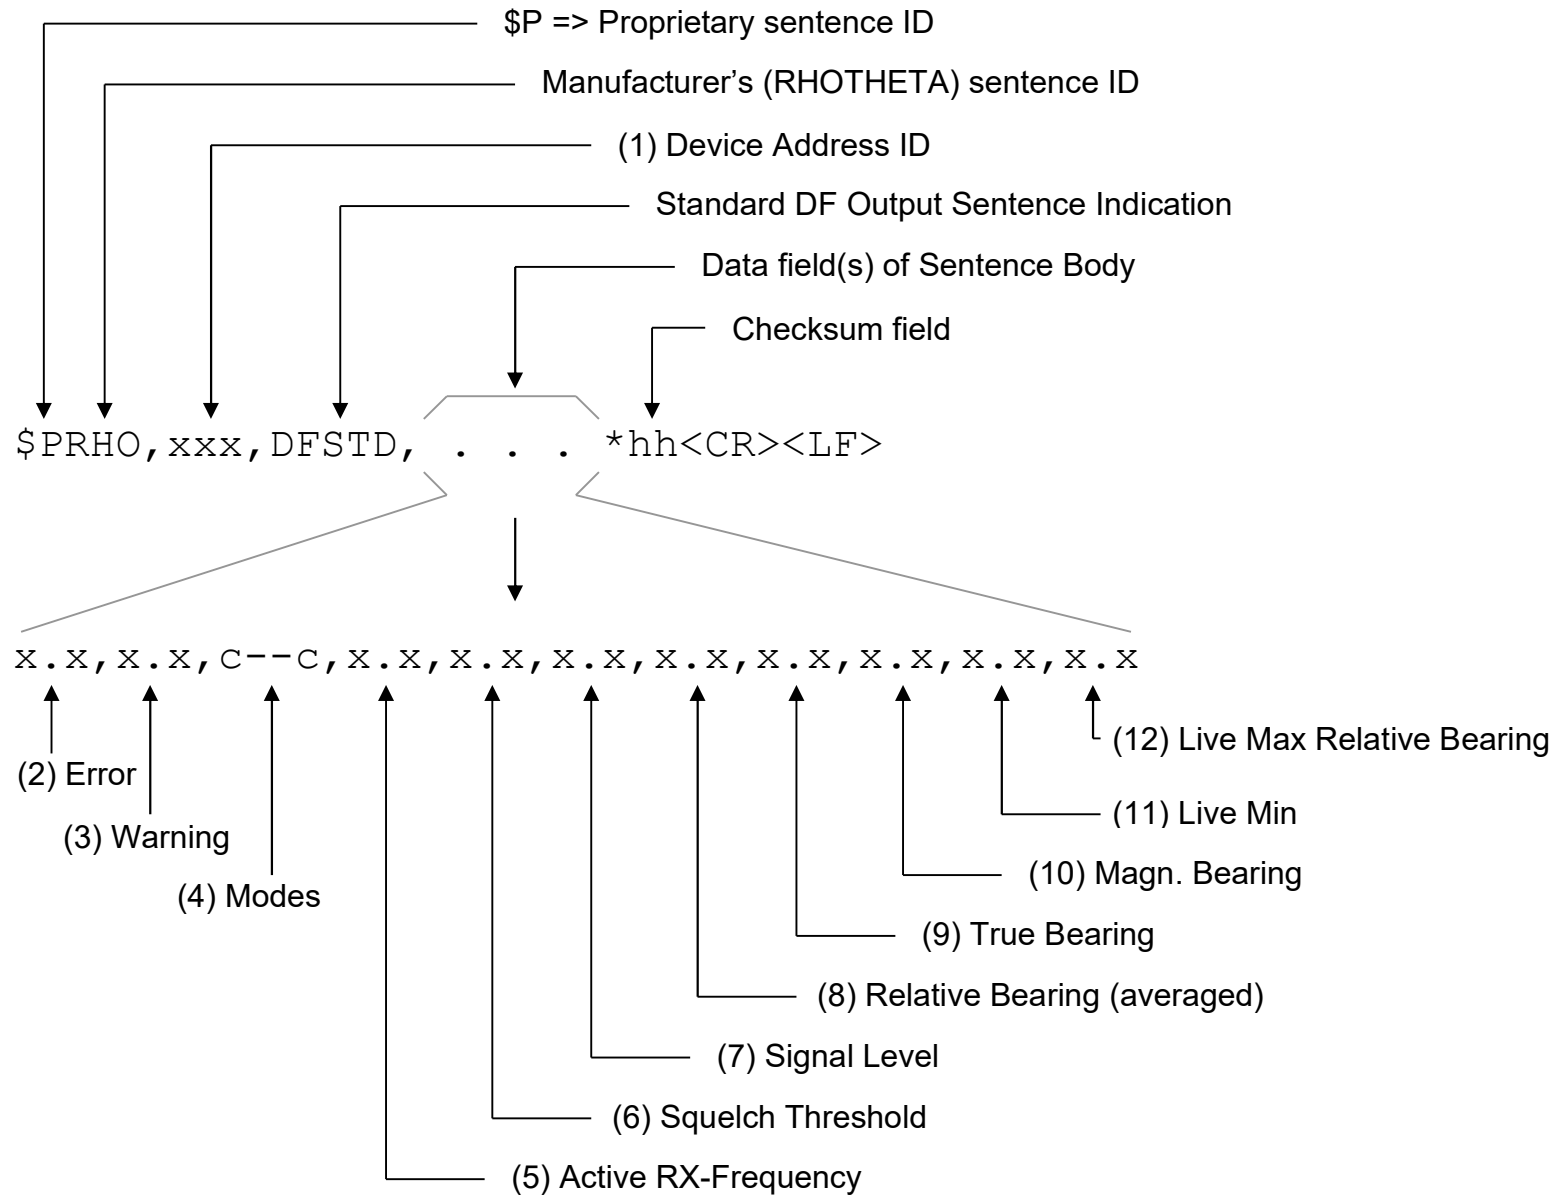 $P => Proprietary sentence ID
Manufacturer’s (RHOTHETA) sentence ID
(1) Device Address ID
Standard DF Output Sentence Indication
Data field(s) of Sentence Body
Checksum field
$PRHO,xxx,DFSTD, . . . *hh<CR><LF>
x.x,x.x,c--c,x.x,x.x,x.x,x.x,x.x,x.x,x.x,x.x
(12) Live Max Relative Bearing
(2) Error
(11) Live Min
(3) Warning
(10) Magn. Bearing
(4) Modes
(9) True Bearing
(8) Relative Bearing (averaged)
(7) Signal Level
(6) Squelch Threshold
(5) Active RX-Frequency